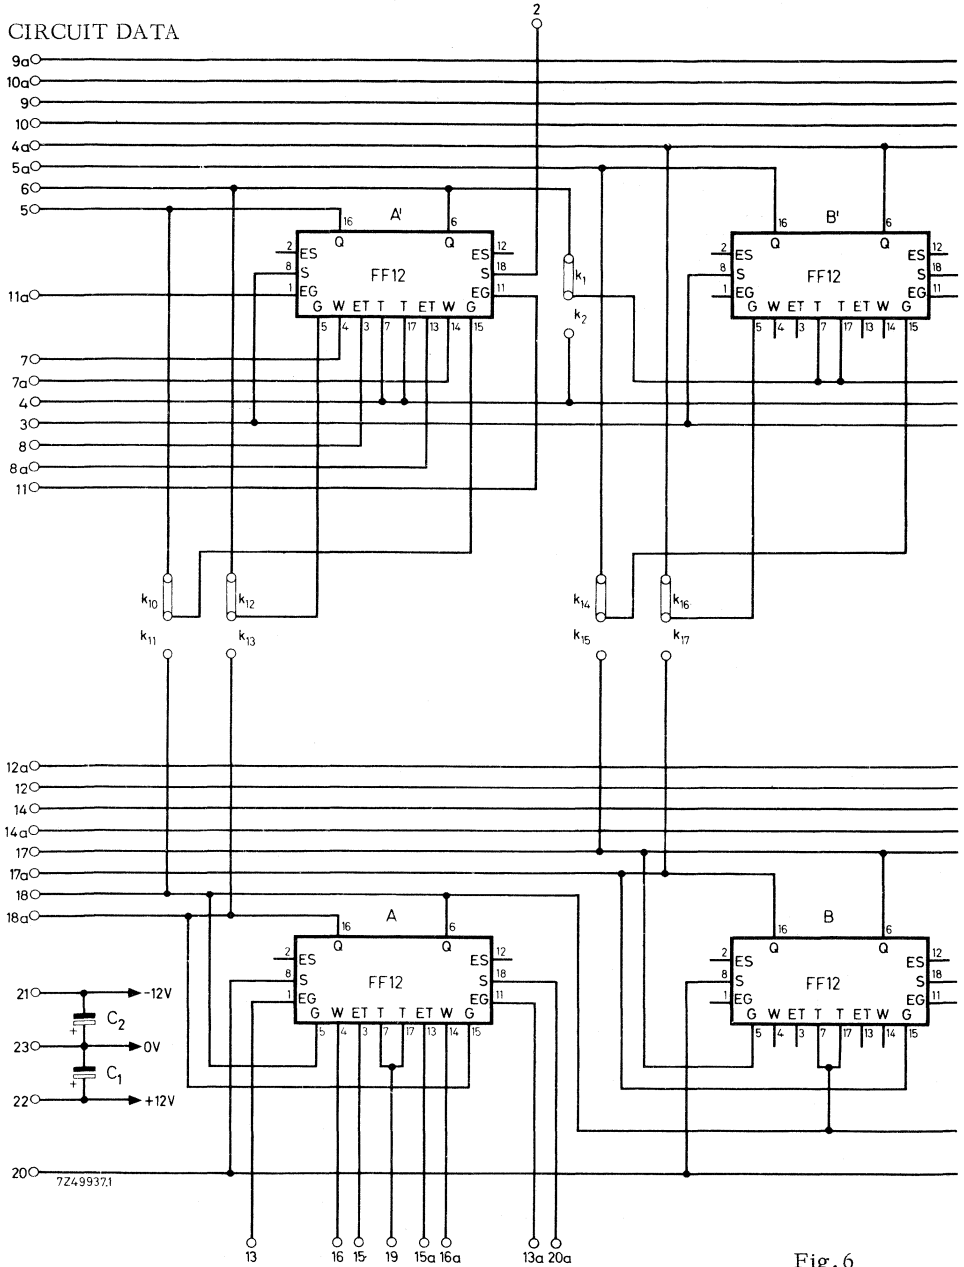 2
CIRCUIT DATA
9a
10a
9
10
4a
5a
6
5
A'
B'
16 6 16 6
2 ES Q Q ES 12 2 ES Q Q ES 12
8 S FF12 S 18 8 S FF12 S 18
11a 1 EG EG 11 1 EG EG 11
G W ET T T ET W G G W ET T T ET W G
5 4 3 7 17 13 14 15 5 4 3 7 17 13 14 15
k1
k2
7
7a
4
3
8
8a
11
k10 k12 k14 k16
k11 k13 k15 k17
12a
12
14
14a
17
17a
18
18a
A B
16 6 16 6
2 ES Q Q ES 12 2 ES Q Q ES 12
8 S FF12 S 18 8 S FF12 S 18
1 EG EG 11 1 EG EG 11
G W ET T T ET W G G W ET T T ET W G
5 4 3 7 17 13 14 15 5 4 3 7 17 13 14 15
21 -12V
+ C2
23 0V
+ C1
22 +12V
20
7Z49937.1
13 16 15 19 15a 16a 13a 20a
Fig. 6